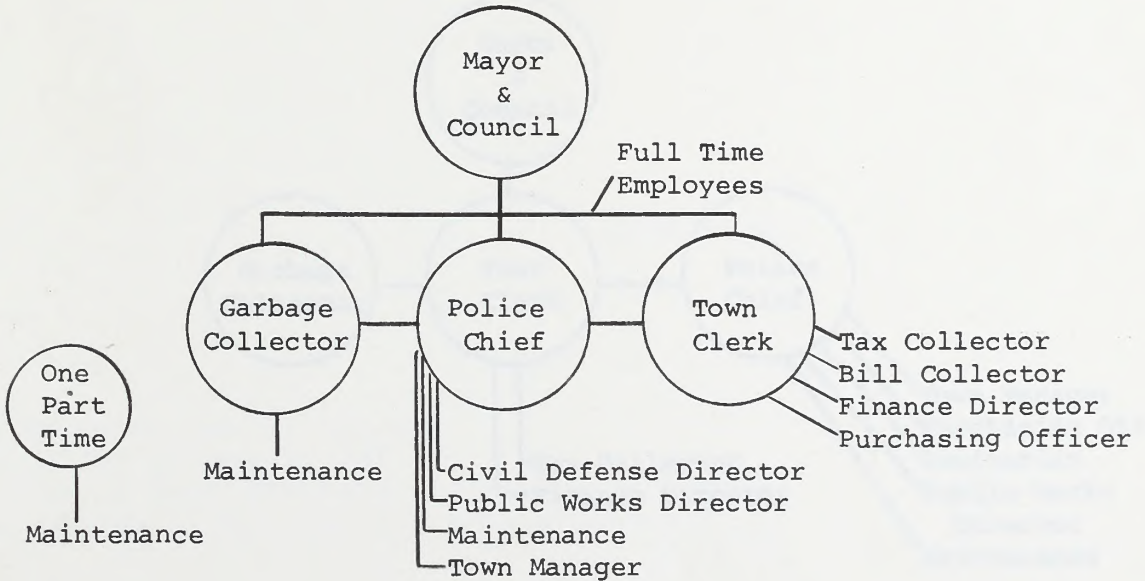 Mayor
&
Council
Full Time
Employees
Garbage
Collector
Police
Chief
Town
Clerk
Tax Collector
Bill Collector
Finance Director
Purchasing Officer
One
Part
Time
Maintenance
Maintenance
Civil Defense Director
Public Works Director
Maintenance
Town Manager